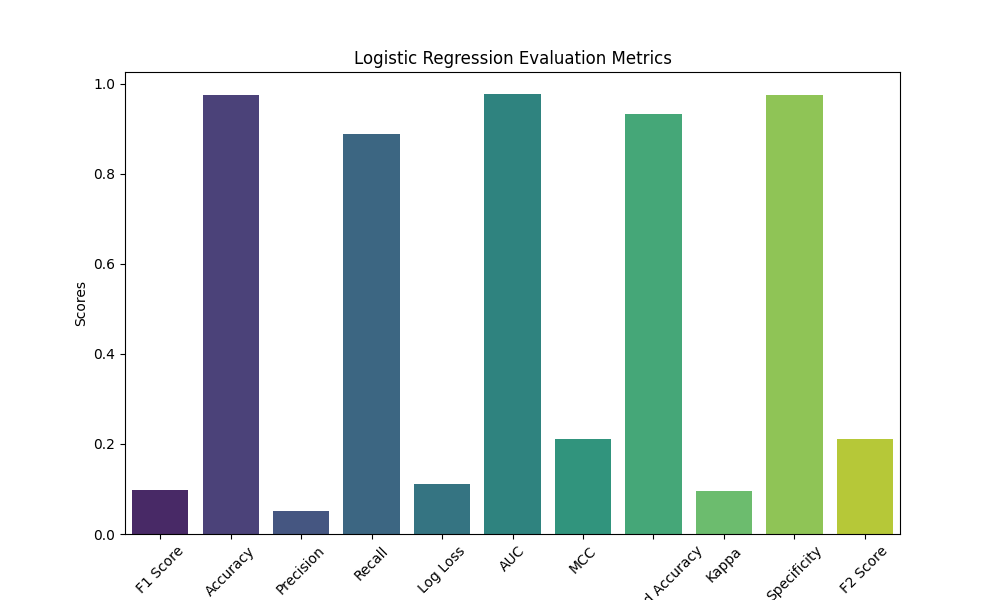 Logistic Regression Evaluation Metrics
Scores
1.0
0.8
0.6
0.4
0.2
0.0
F1 Score
Accuracy
Precision
Recall
Log Loss
AUC
MCC
d Accuracy
Kappa
Specificity
F2 Score